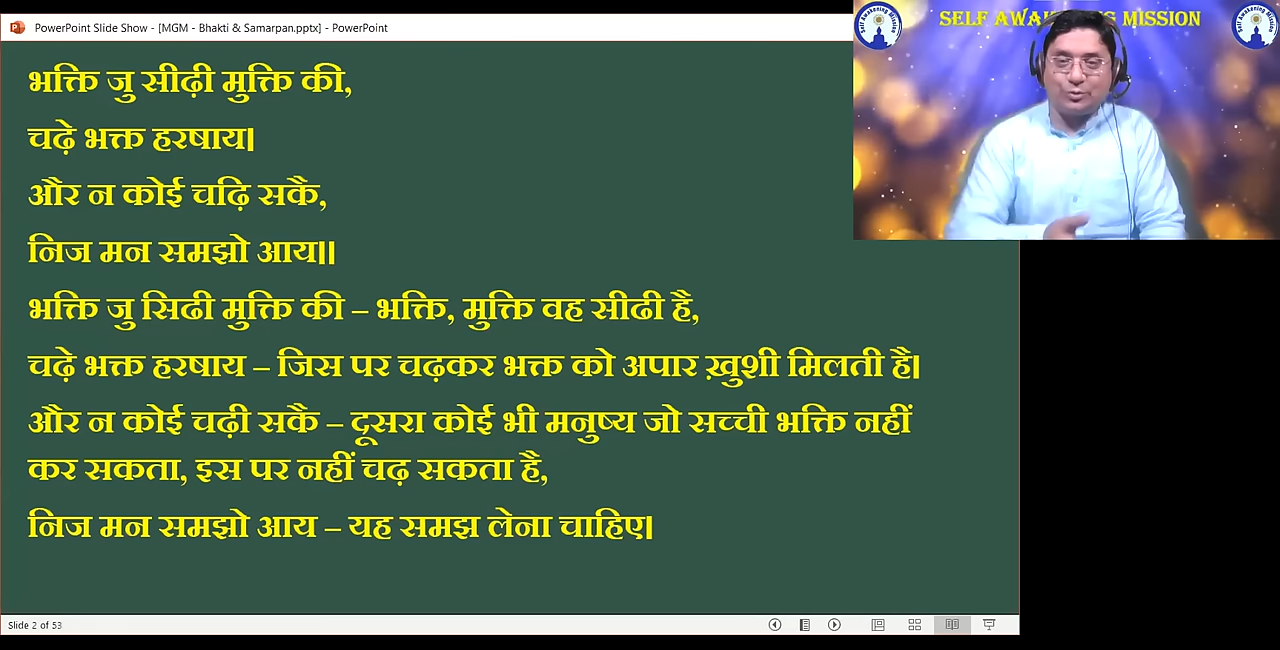 PowerPoint Slide Show - [MGM - Bhakti & Samarpan.pptx] - PowerPoint
SELF AWAKENING MISSION
भक्ति जु सीढ़ी मुक्ति की,
चढ़े भक्त हरषाय।
और न कोई चढ़ि सकै,
निज मन समझो आय।।
भक्ति जु सिढी मुक्ति की – भक्ति, मुक्ति वह सीढी है,
चढ़े भक्त हरषाय – जिस पर चढ़कर भक्त को अपार ख़ुशी मिलती है।
और न कोई चढ़ी सकै – दूसरा कोई भी मनुष्य जो सच्ची भक्ति नहीं
कर सकता, इस पर नहीं चढ़ सकता है,
निज मन समझो आय – यह समझ लेना चाहिए।
Slide 2 of 53